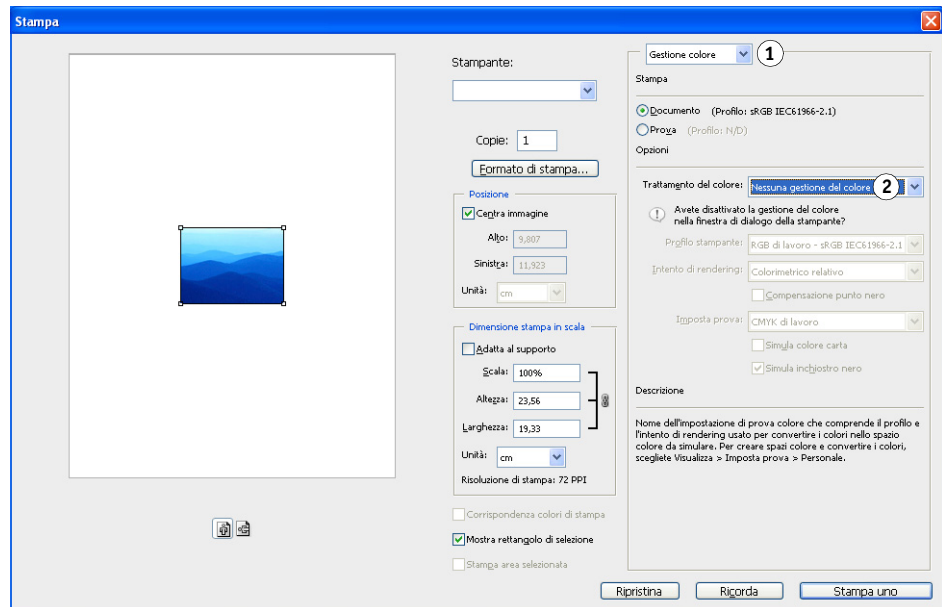 Stampa
Stampante:
Copie: 1
Formato di stampa...
Posizione
Centra immagine
Alto: 9,807
Sinistra: 11,923
Unità: cm
Dimensione stampa in scala
Adatta al supporto
Scala: 100%
Altezza: 23,56
Larghezza: 19,33
Unità: cm
Risoluzione di stampa: 72 PPI
Corrispondenza colori di stampa
Mostra rettangolo di selezione
Stampa area selezionata
Gestione colore 1
Stampa
Documento (Profilo: sRGB IEC61966-2.1)
Prova (Profilo: N/D)
Opzioni
Trattamento del colore: Nessuna gestione del colore 2
Avete disattivato la gestione del colore
nella finestra di dialogo della stampante?
Profilo stampante: RGB di lavoro - sRGB IEC61966-2.1
Intento di rendering: Colorimetrico relativo
Compensazione punto nero
Imposta prova: CMYK di lavoro
Simula colore carta
Simula inchiostro nero
Descrizione
Nome dell'impostazione di prova colore che comprende il profilo e
l'intento di rendering usato per convertire i colori nello spazio
colore da simulare. Per creare spazi colore e convertire i colori,
scegliete Visualizza > Imposta prova > Personale.
Ripristina
Ricorda
Stampa uno